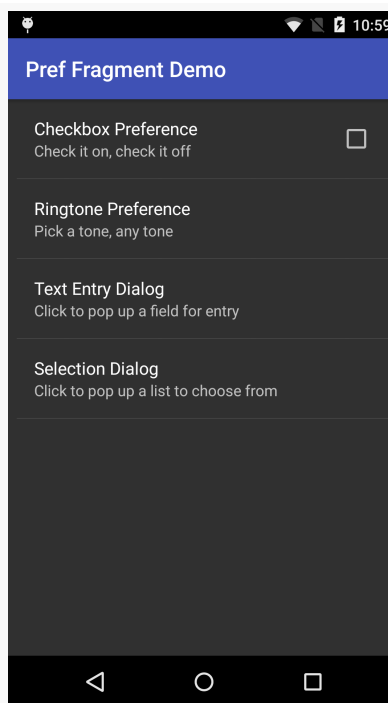 10:59
Pref Fragment Demo
Checkbox Preference
Check it on, check it off
Ringtone Preference
Pick a tone, any tone
Text Entry Dialog
Click to pop up a field for entry
Selection Dialog
Click to pop up a list to choose from